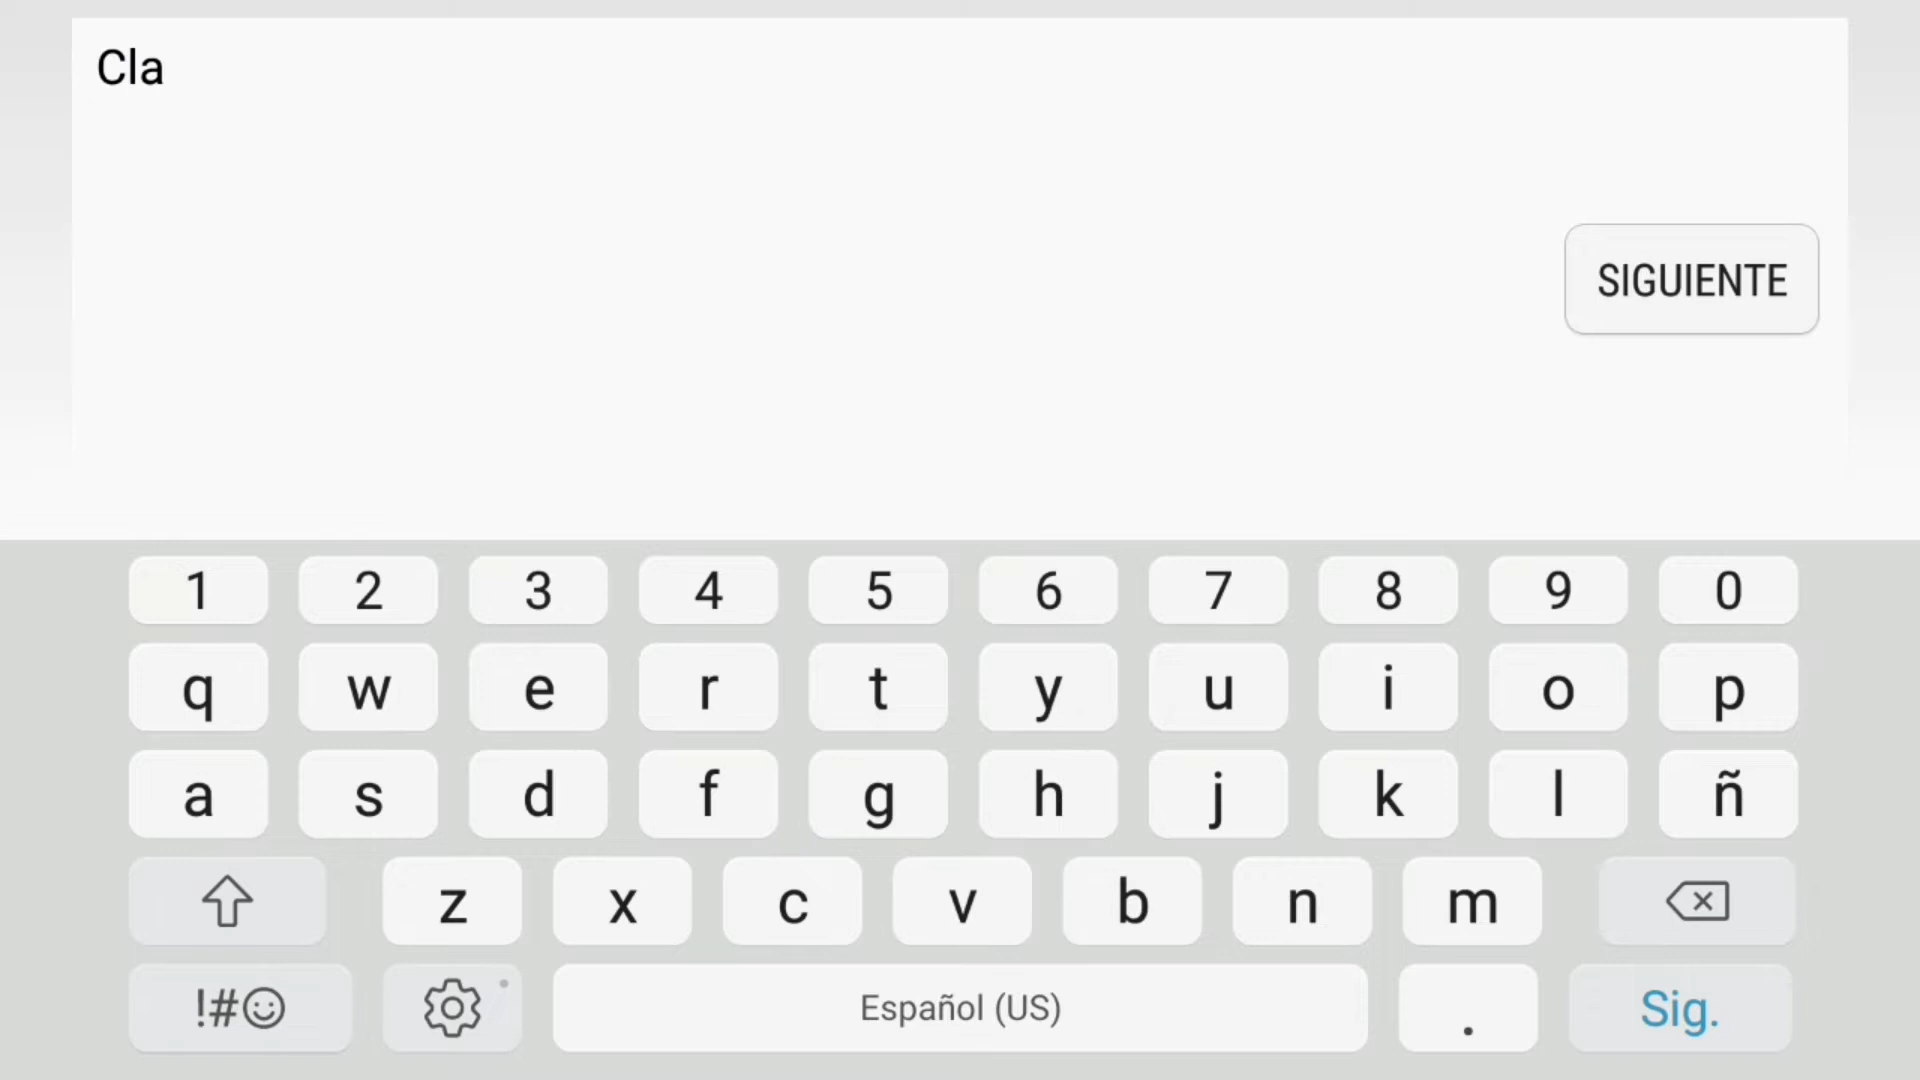 Cla
SIGUIENTE
1 2 3 4 5 6 7 8 9 0
q w e r t y u i o p
a s d f g h j k l ñ
z x c v b n m
!#☺ Español (US) . Sig.